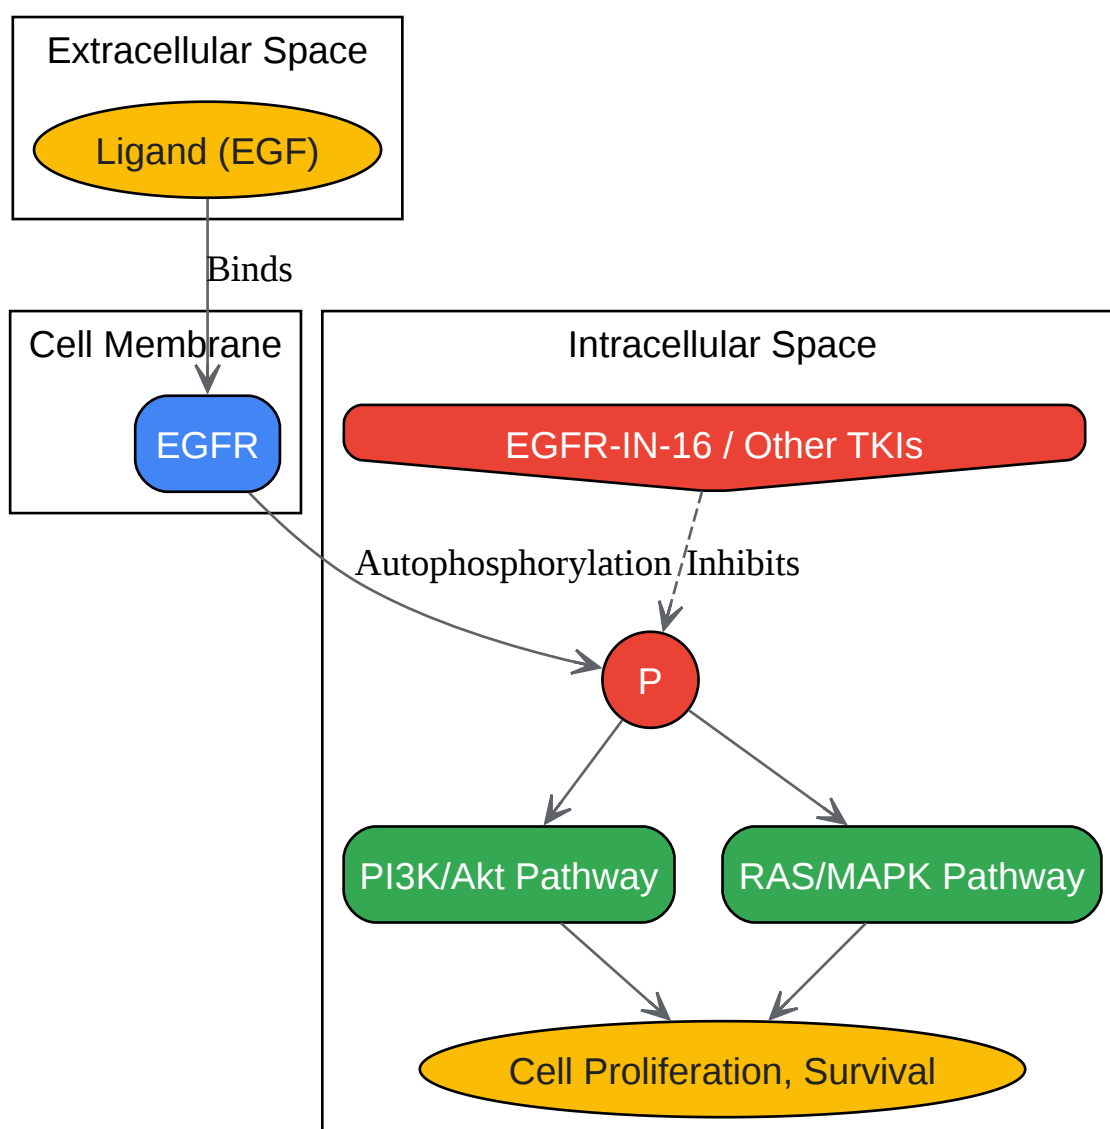 Extracellular Space
Ligand (EGF)
Binds
Cell Membrane
EGFR
Intracellular Space
EGFR-IN-16 / Other TKIs
Autophosphorylation
Inhibits
P
PI3K/Akt Pathway
RAS/MAPK Pathway
Cell Proliferation, Survival